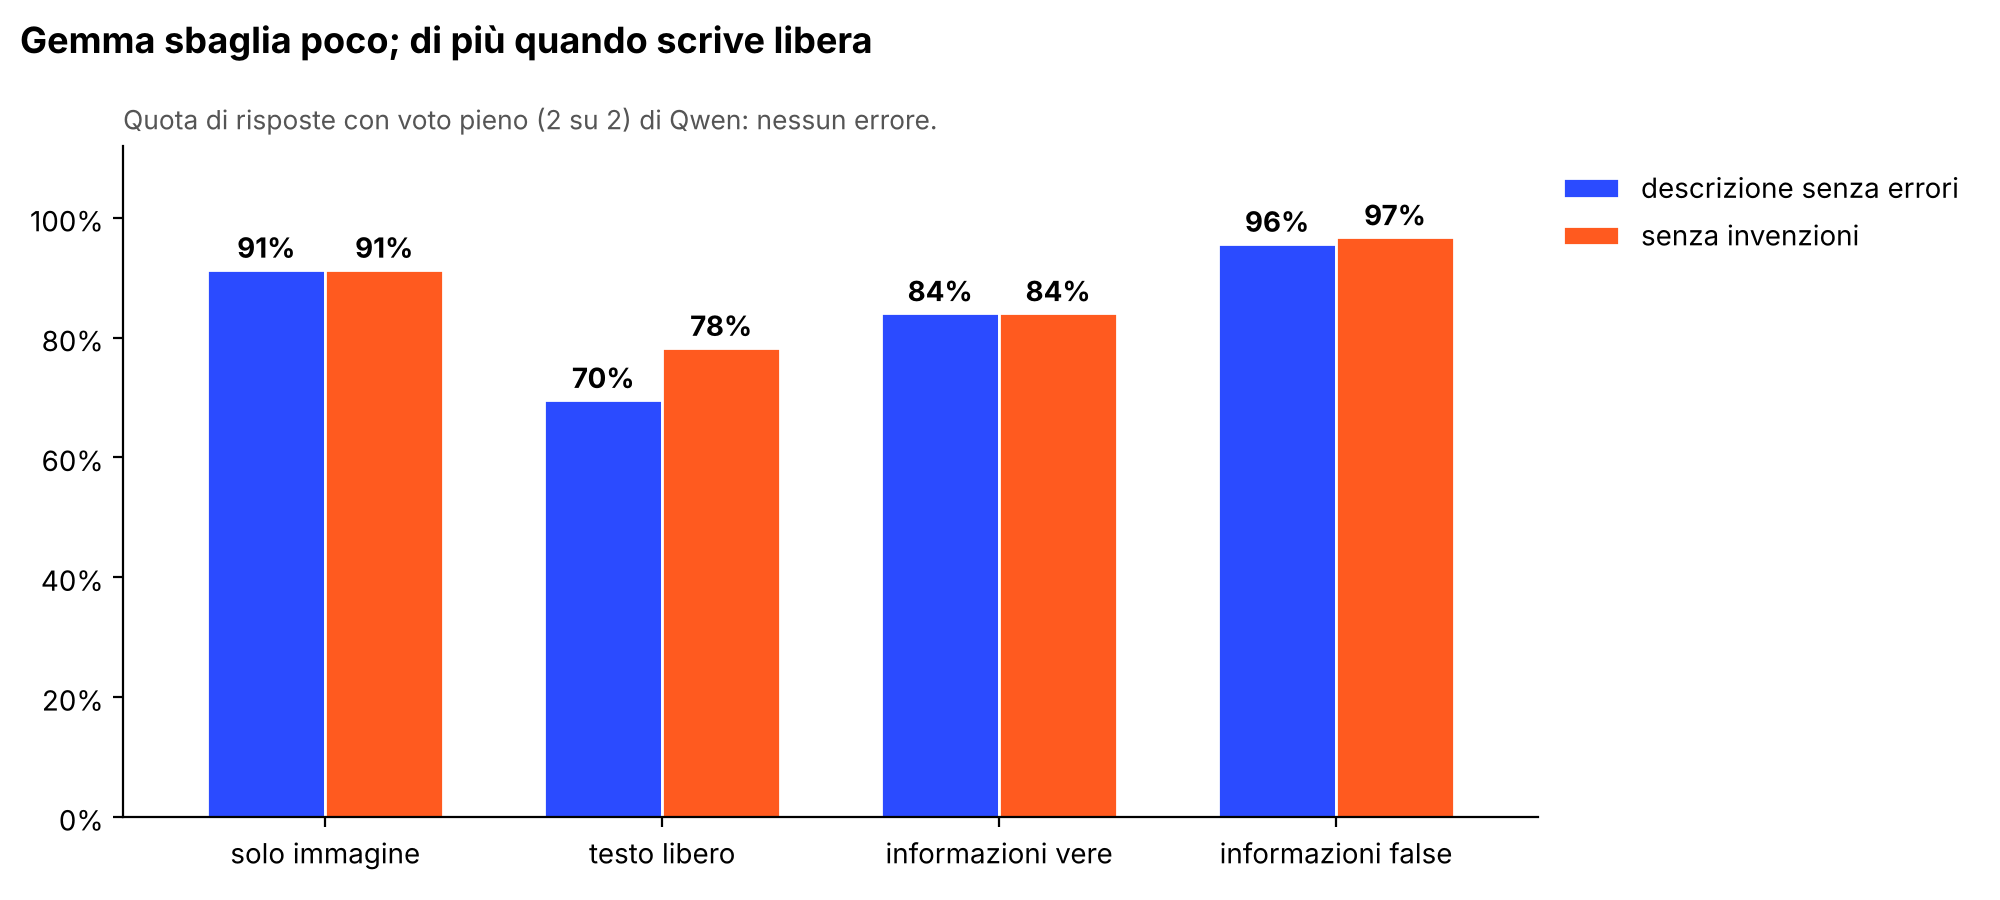 Gemma sbaglia poco; di più quando scrive libera
Quota di risposte con voto pieno (2 su 2) di Qwen: nessun errore.
descrizione senza errori
senza invenzioni
100%
80%
60%
40%
20%
0%
91%
91%
70%
78%
84%
84%
96%
97%
solo immagine
testo libero
informazioni vere
informazioni false